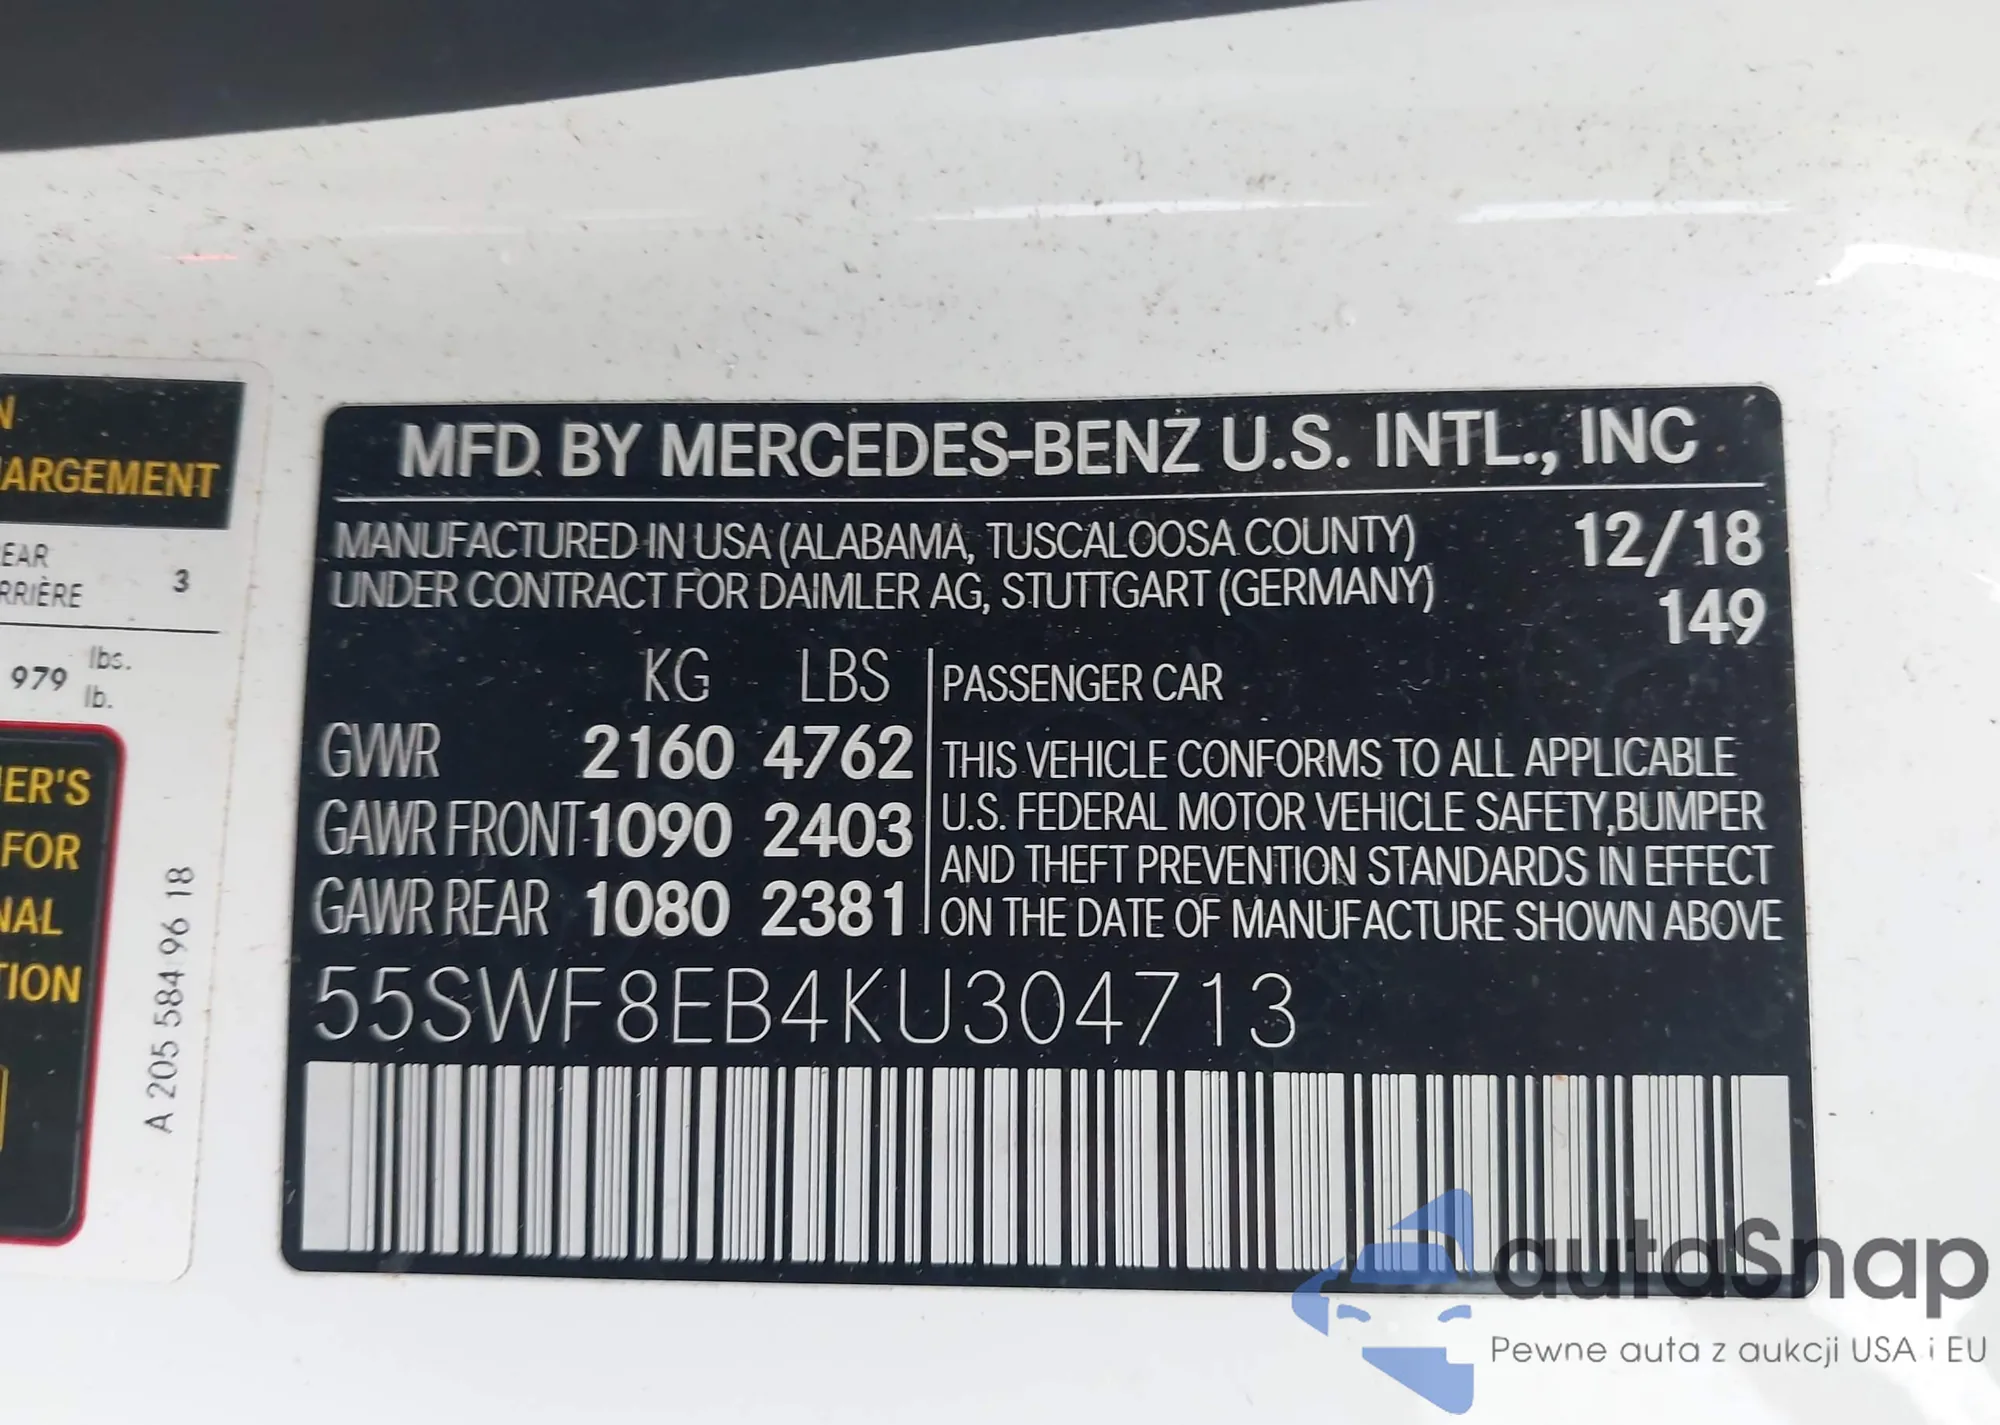 N
ARGEMENT
EAR
RRIÈRE
3
979
lbs.
lb.
ER'S
FOR
NAL
TION
A 205 584 96 18
MFD BY MERCEDES-BENZ U.S. INTL., INC
MANUFACTURED IN USA (ALABAMA, TUSCALOOSA COUNTY)
12/18
UNDER CONTRACT FOR DAIMLER AG, STUTTGART (GERMANY)
149
KG LBS
GVWR 2160 4762
GAWR FRONT 1090 2403
GAWR REAR 1080 2381
PASSENGER CAR
THIS VEHICLE CONFORMS TO ALL APPLICABLE
U.S. FEDERAL MOTOR VEHICLE SAFETY,BUMPER
AND THEFT PREVENTION STANDARDS IN EFFECT
ON THE DATE OF MANUFACTURE SHOWN ABOVE
55SWF8EB4KU304713
autaSnap
Pewne auta z aukcji USA i EU